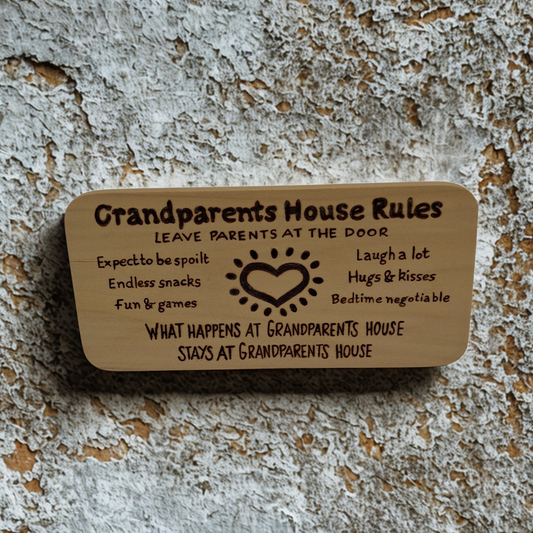 Grandparents House Rules
LEAVE PARENTS AT THE DOOR
Expect to be spoilt
Endless snacks
Fun & games
Laugh a lot
Hugs & kisses
Bedtime negotiable
WHAT HAPPENS AT GRANDPARENTS HOUSE
STAYS AT GRANDPARENTS HOUSE